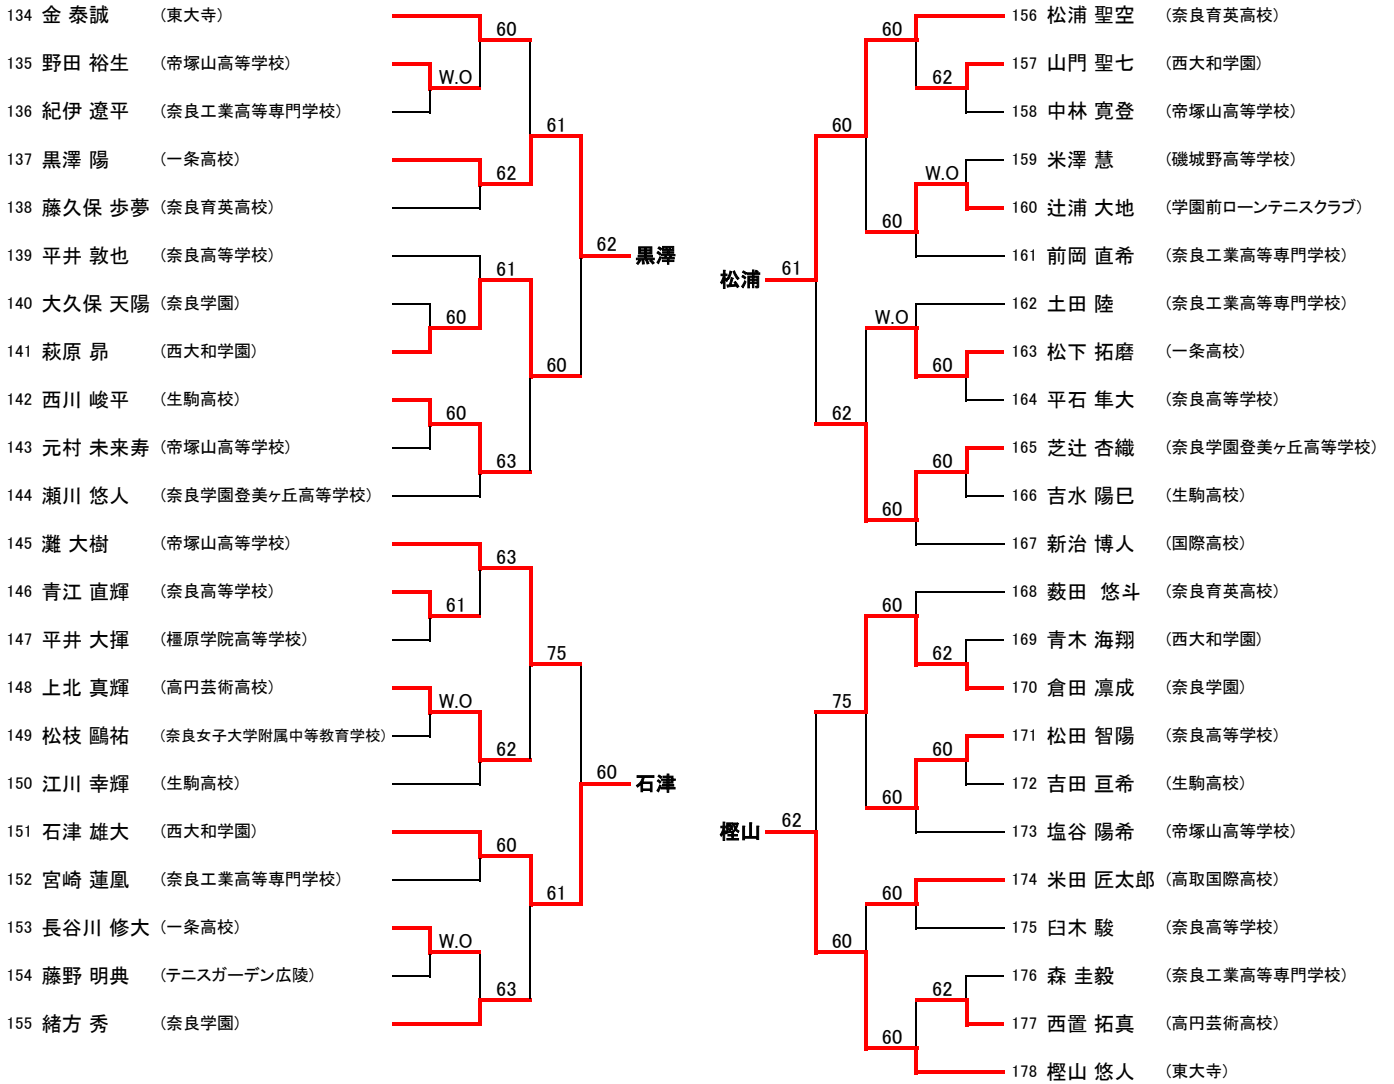 134 金 泰誠 (東大寺)
60
135 野田 裕生 (帝塚山高等学校)
W.O
136 紀伊 遼平 (奈良工業高等専門学校)
61
137 黒澤 陽 (一条高校)
62
138 藤久保 歩夢 (奈良育英高校)
139 平井 敦也 (奈良高等学校)
62 黒澤
61
140 大久保 天陽 (奈良学園)
60
141 萩原 昴 (西大和学園)
60
142 西川 峻平 (生駒高校)
60
143 元村 未来寿 (帝塚山高等学校)
63
144 瀬川 悠人 (奈良学園登美ヶ丘高等学校)
145 灘 大樹 (帝塚山高等学校)
63
146 青江 直輝 (奈良高等学校)
61
147 平井 大揮 (橿原学院高等学校)
75
148 上北 真輝 (高円芸術高校)
W.O
149 松枝 鷗祐 (奈良女子大学附属中等教育学校)
62
150 江川 幸輝 (生駒高校)
60 石津
151 石津 雄大 (西大和学園)
60
152 宮崎 蓮凰 (奈良工業高等専門学校)
61
153 長谷川 修大 (一条高校)
W.O
154 藤野 明典 (テニスガーデン広陵)
63
155 緒方 秀 (奈良学園)
156 松浦 聖空 (奈良育英高校)
60
157 山門 聖七 (西大和学園)
62
158 中林 寛登 (帝塚山高等学校)
60
159 米澤 慧 (磯城野高等学校)
W.O
160 辻浦 大地 (学園前ローンテニスクラブ)
60
161 前岡 直希 (奈良工業高等専門学校)
松浦 61
162 土田 陸 (奈良工業高等専門学校)
W.O
163 松下 拓磨 (一条高校)
60
164 平石 隼大 (奈良高等学校)
62
165 芝辻 杏織 (奈良学園登美ヶ丘高等学校)
60
166 吉水 陽巳 (生駒高校)
60
167 新治 博人 (国際高校)
168 薮田 悠斗 (奈良育英高校)
60
169 青木 海翔 (西大和学園)
62
170 倉田 凛成 (奈良学園)
75
171 松田 智陽 (奈良高等学校)
60
172 吉田 亘希 (生駒高校)
60
173 塩谷 陽希 (帝塚山高等学校)
樫山 62
174 米田 匠太郎 (高取国際高校)
60
175 臼木 駿 (奈良高等学校)
60
176 森 圭毅 (奈良工業高等専門学校)
62
177 西置 拓真 (高円芸術高校)
60
178 樫山 悠人 (東大寺)